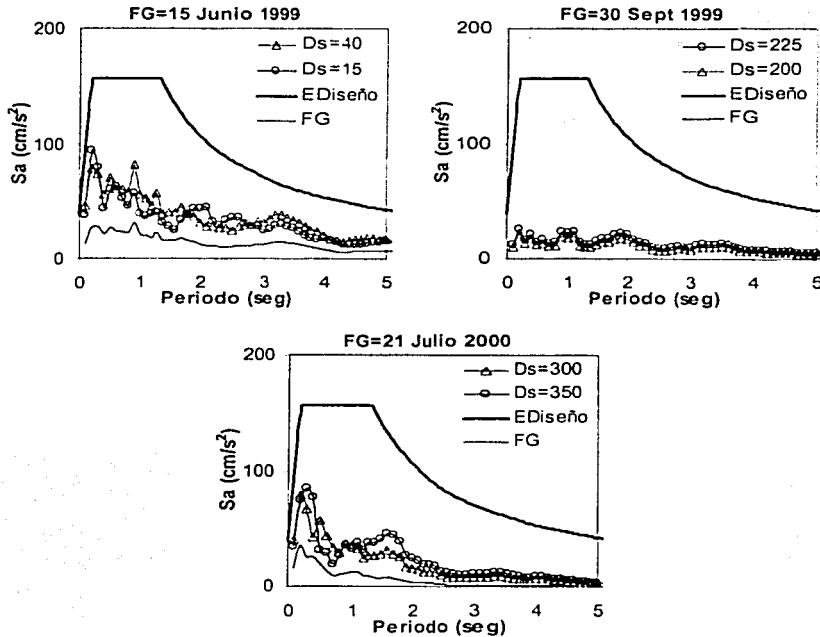 FG=15 Junio 1999
200
100
0
Sa (cm/s²)
Ds=40
Ds=15
EDiseño
FG
0 1 2 3 4 5
Periodo (seg)
FG=30 Sept 1999
200
100
0
Sa (cm/s²)
Ds=225
Ds=200
EDiseño
FG
0 1 2 3 4 5
Periodo (seg)
FG=21 Julio 2000
200
100
0
Sa (cm/s²)
Ds=300
Ds=350
EDiseño
FG
0 1 2 3 4 5
Periodo (seg)